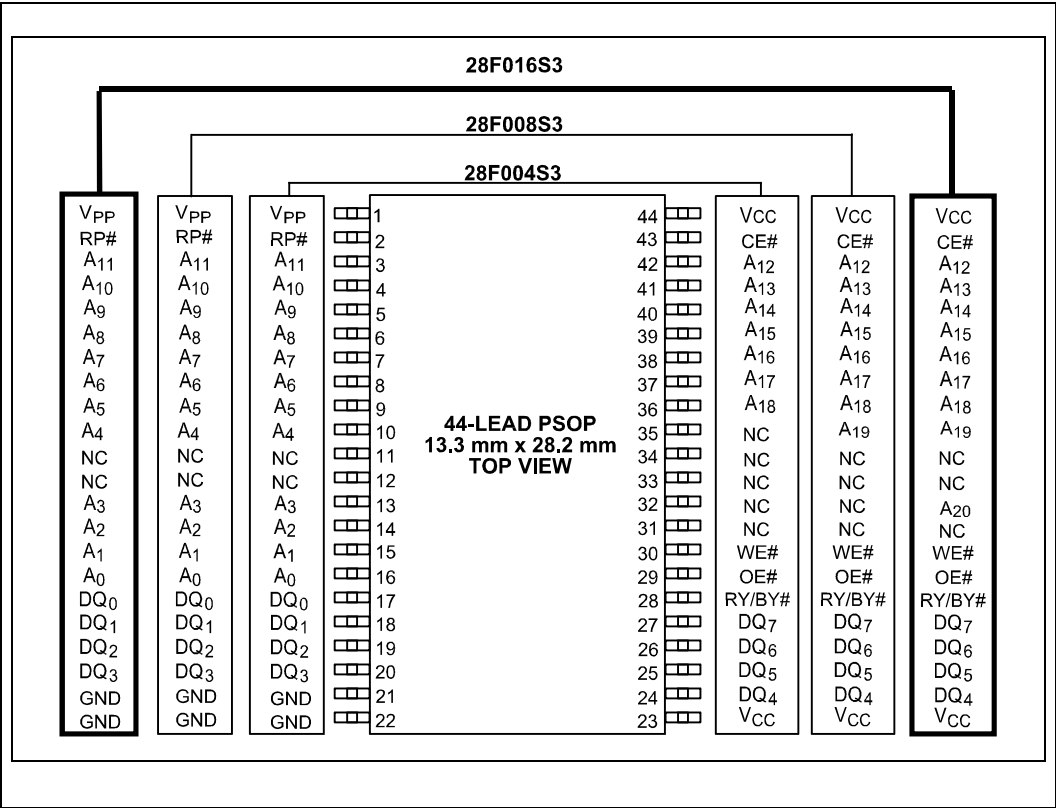 28F016S3
28F008S3
28F004S3
VPP VPP VPP 1 44 VCC VCC VCC
RP# RP# RP# 2 43 CE# CE# CE#
A11 A11 A11 3 42 A12 A12 A12
A10 A10 A10 4 41 A13 A13 A13
A9 A9 A9 5 40 A14 A14 A14
A8 A8 A8 6 39 A15 A15 A15
A7 A7 A7 7 38 A16 A16 A16
A6 A6 A6 8 37 A17 A17 A17
A5 A5 A5 9 36 A18 A18 A18
A4 A4 A4 10 35 NC A19 A19
NC NC NC 11 34 NC NC NC
NC NC NC 12 33 NC NC NC
A3 A3 A3 13 32 NC NC A20
A2 A2 A2 14 31 NC NC NC
A1 A1 A1 15 30 WE# WE# WE#
A0 A0 A0 16 29 OE# OE# OE#
DQ0 DQ0 DQ0 17 28 RY/BY# RY/BY# RY/BY#
DQ1 DQ1 DQ1 18 27 DQ7 DQ7 DQ7
DQ2 DQ2 DQ2 19 26 DQ6 DQ6 DQ6
DQ3 DQ3 DQ3 20 25 DQ5 DQ5 DQ5
GND GND GND 21 24 DQ4 DQ4 DQ4
GND GND GND 22 23 VCC VCC VCC
44-LEAD PSOP
13.3 mm x 28.2 mm
TOP VIEW